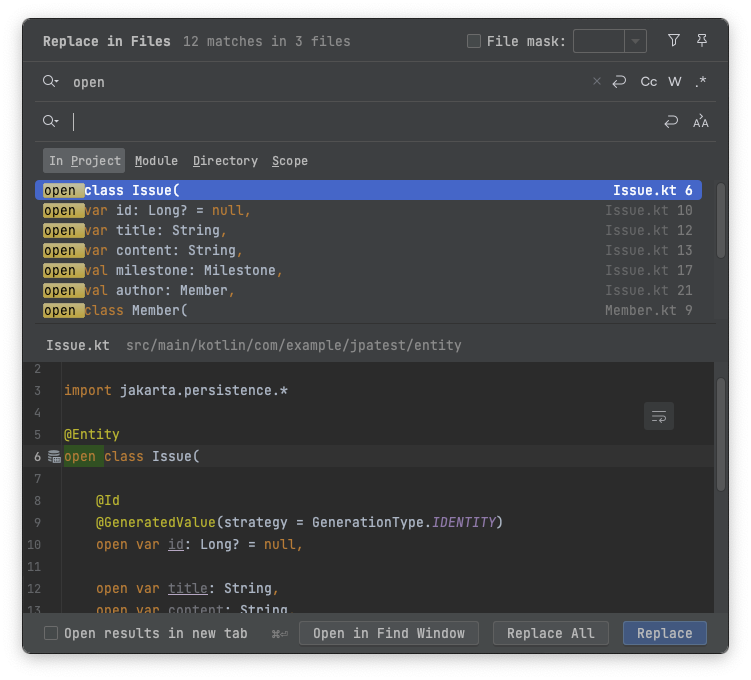 Replace in Files 12 matches in 3 files File mask:
open × Cc W .*
In Project Module Directory Scope
open class Issue( Issue.kt 6
open var id: Long? = null, Issue.kt 10
open var title: String, Issue.kt 12
open var content: String, Issue.kt 13
open val milestone: Milestone, Issue.kt 17
open val author: Member, Issue.kt 21
open class Member( Member.kt 9
Issue.kt src/main/kotlin/com/example/jpatest/entity
2
3 import jakarta.persistence.*
4
5 @Entity
6 open class Issue(
7
8 @Id
9 @GeneratedValue(strategy = GenerationType.IDENTITY)
10 open var id: Long? = null,
11
12 open var title: String,
13 open var content: String,
Open results in new tab ⌘⏎ Open in Find Window Replace All Replace